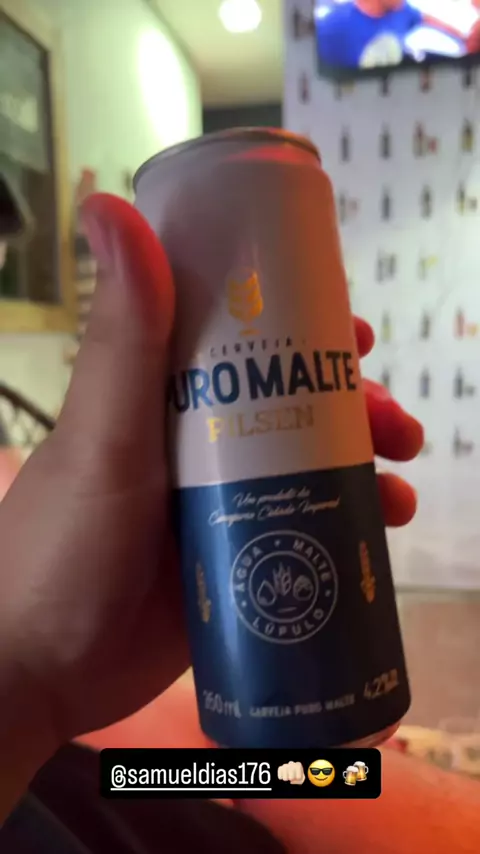 CERVEJA
PURO MALTE
PILSEN
Um produto da
Cervejaria Cidade Imperial
ÁGUA • MALTE • LÚPULO
350 mL CERVEJA PURO MALTE 4,2%
@samueldias176 👊🏻😎🍻